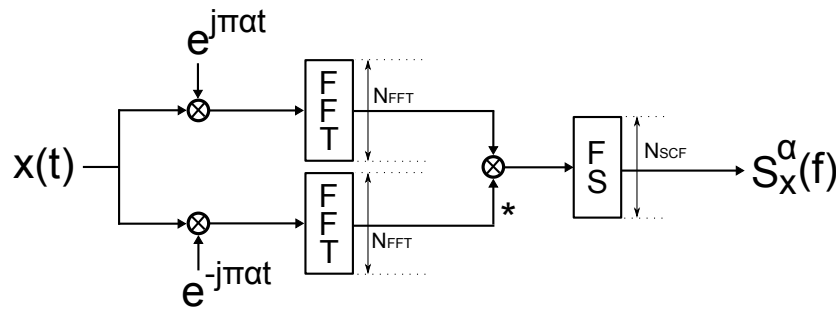 e^jπαt
F
F
T
N_FFT
x(t)
F
S
N_SCF
S_x^α(f)
F
F
T
N_FFT
*
e^-jπαt